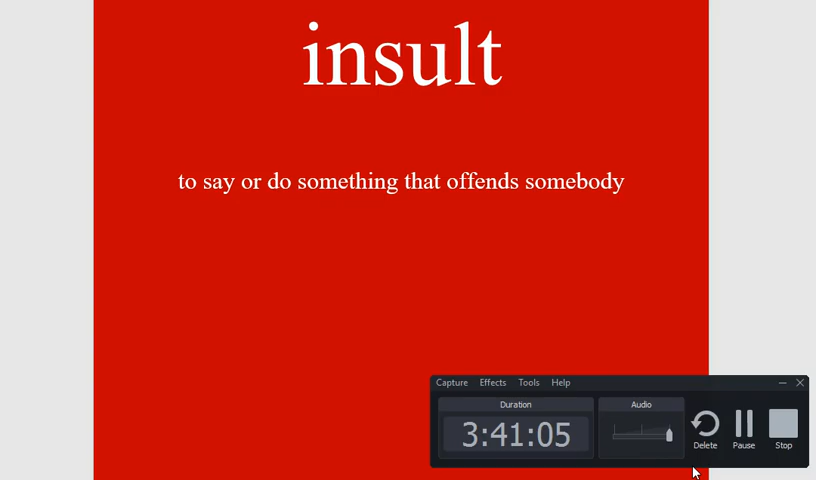 insult
to say or do something that offends somebody
Capture Effects Tools Help
Duration Audio
3:41:05
Delete Pause Stop